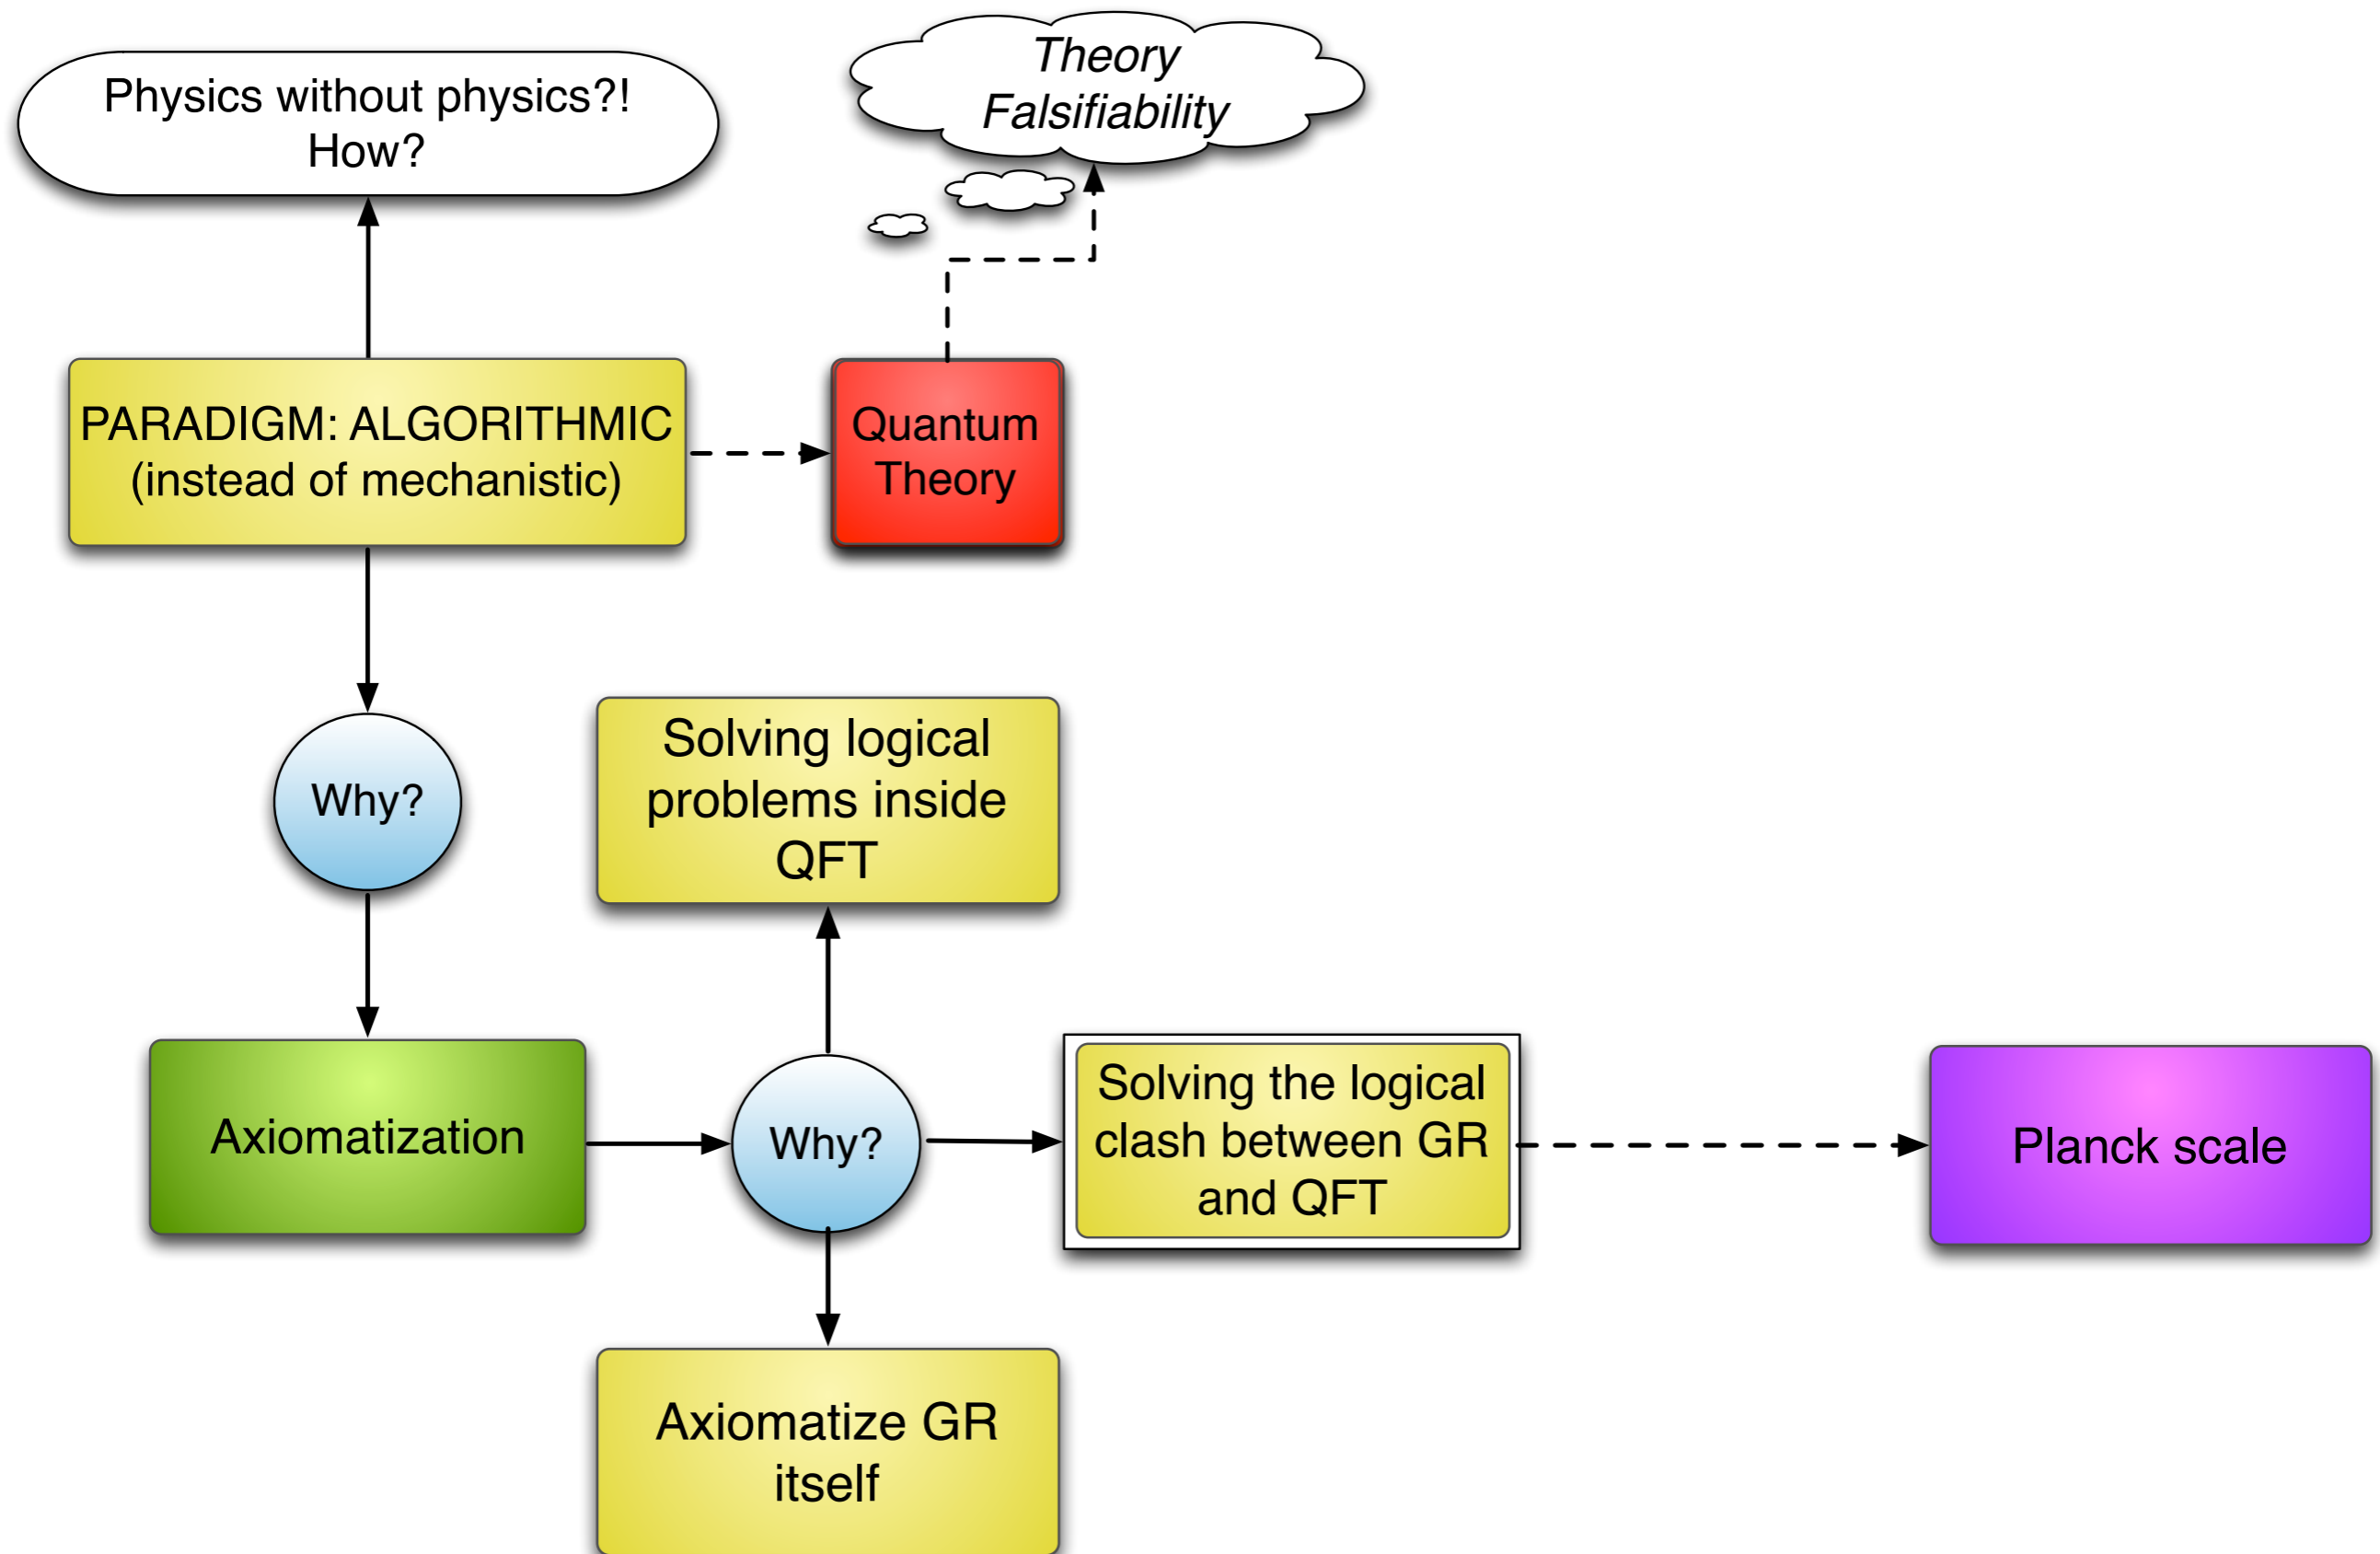 Physics without physics?!
How?
Theory
Falsifiability
PARADIGM: ALGORITHMIC
(instead of mechanistic)
Quantum
Theory
Why?
Solving logical
problems inside
QFT
Axiomatization
Why?
Solving the logical
clash between GR
and QFT
Planck scale
Axiomatize GR
itself